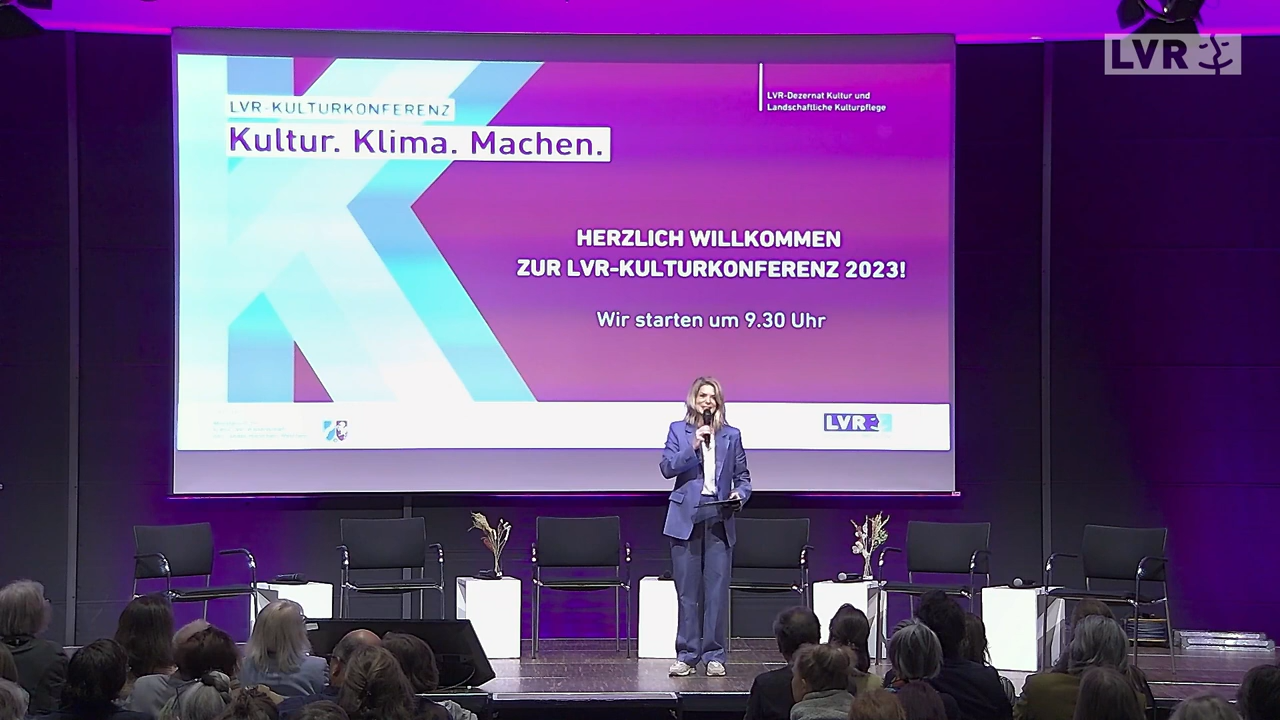 LVR
LVR-KULTURKONFERENZ
Kultur. Klima. Machen.
LVR-Dezernat Kultur und
Landschaftliche Kulturpflege
HERZLICH WILLKOMMEN
ZUR LVR-KULTURKONFERENZ 2023!
Wir starten um 9.30 Uhr
LVR